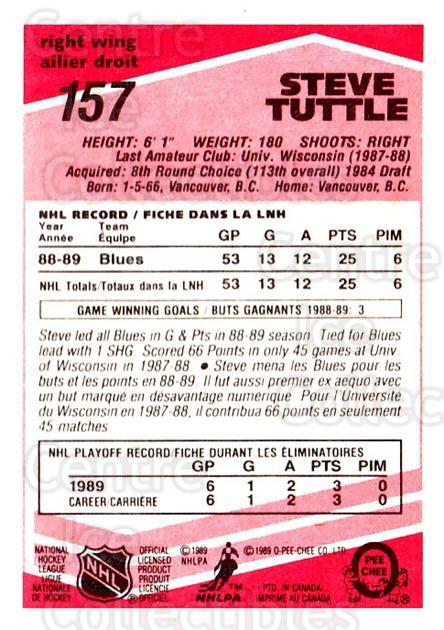 right wing
ailier droit
157
STEVE
TUTTLE
HEIGHT: 6' 1" WEIGHT: 180 SHOOTS: RIGHT
Last Amateur Club: Univ. Wisconsin (1987-88)
Acquired: 8th Round Choice (113th overall) 1984 Draft
Born: 1-5-66, Vancouver, B.C. Home: Vancouver, B.C.
NHL RECORD / FICHE DANS LA LNH
Year Team
Année Équipe GP G A PTS PIM
88-89 Blues 53 13 12 25 6
NHL Totals/Totaux dans la LNH 53 13 12 25 6
GAME WINNING GOALS / BUTS GAGNANTS 1988-89: 3
Steve led all Blues in G & Pts in 88-89 season. Tied for Blues
lead with 1 SHG. Scored 66 Points in only 45 games at Univ.
of Wisconsin in 1987-88 • Steve mena les Blues pour les
buts et les points en 88-89. Il fut aussi premier ex aequo avec
un but marqué en désavantage numérique Pour l'Université
du Wisconsin en 1987-88, il contribua 66 points en seulement
45 matches
NHL PLAYOFF RECORD/FICHE DURANT LES ÉLIMINATOIRES
GP G A PTS PIM
1989 6 1 2 3 0
CAREER/CARRIÈRE 6 1 2 3 0
NATIONAL HOCKEY LEAGUE
LIGUE NATIONALE DE HOCKEY
NHL
OFFICIAL LICENSED PRODUCT
PRODUIT OFFICIEL
®
© 1989 NHLPA
NHLPA
TM
© 1989 O-PEE-CHEE CO. LTD.
PTD. IN CANADA
IMPRIMÉ AU CANADA
O
PEE
CHEE
®
Centre
Ice
Collectibles